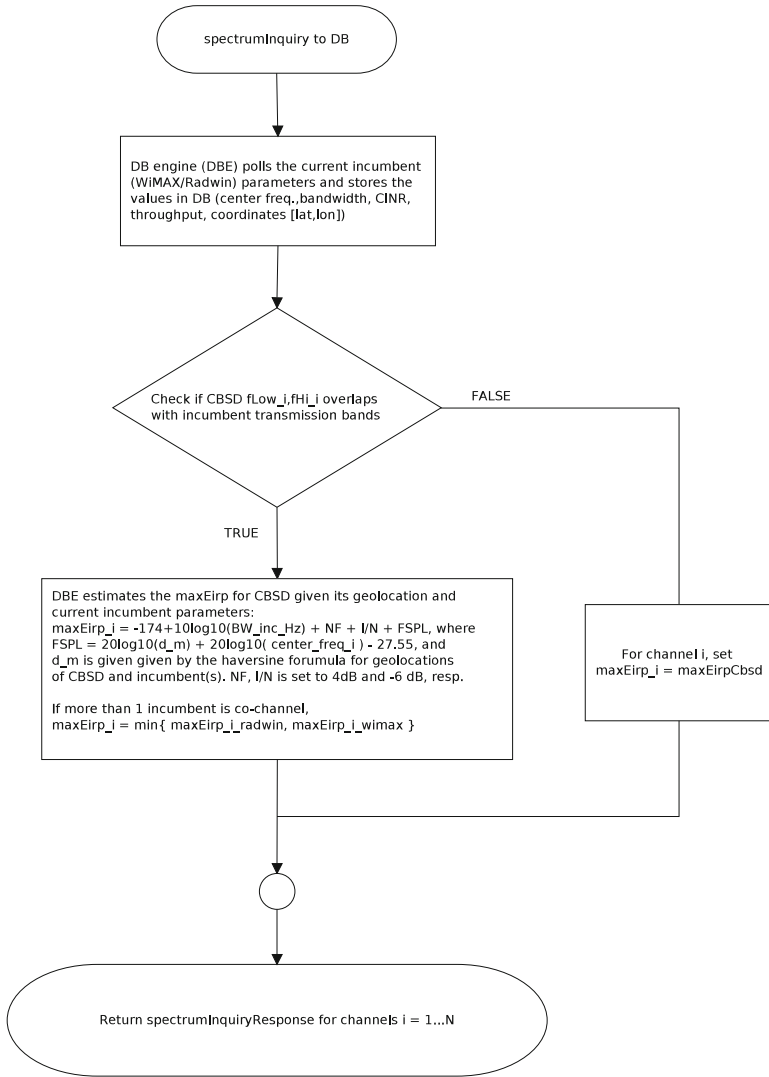 spectrumInquiry to DB
DB engine (DBE) polls the current incumbent
(WiMAX/Radwin) parameters and stores the
values in DB (center freq.,bandwidth, CINR,
throughput, coordinates [lat,lon])
Check if CBSD fLow_i,fHi_i overlaps
with incumbent transmission bands
FALSE
TRUE
DBE estimates the maxEirp for CBSD given its geolocation and
current incumbent parameters:
maxEirp_i = -174+10log10(BW_inc_Hz) + NF + I/N + FSPL, where
FSPL = 20log10(d_m) + 20log10( center_freq_i ) - 27.55, and
d_m is given given by the haversine forumula for geolocations
of CBSD and incumbent(s). NF, I/N is set to 4dB and -6 dB, resp.
If more than 1 incumbent is co-channel,
maxEirp_i = min{ maxEirp_i_radwin, maxEirp_i_wimax }
For channel i, set
maxEirp_i = maxEirpCbsd
Return spectrumInquiryResponse for channels i = 1...N